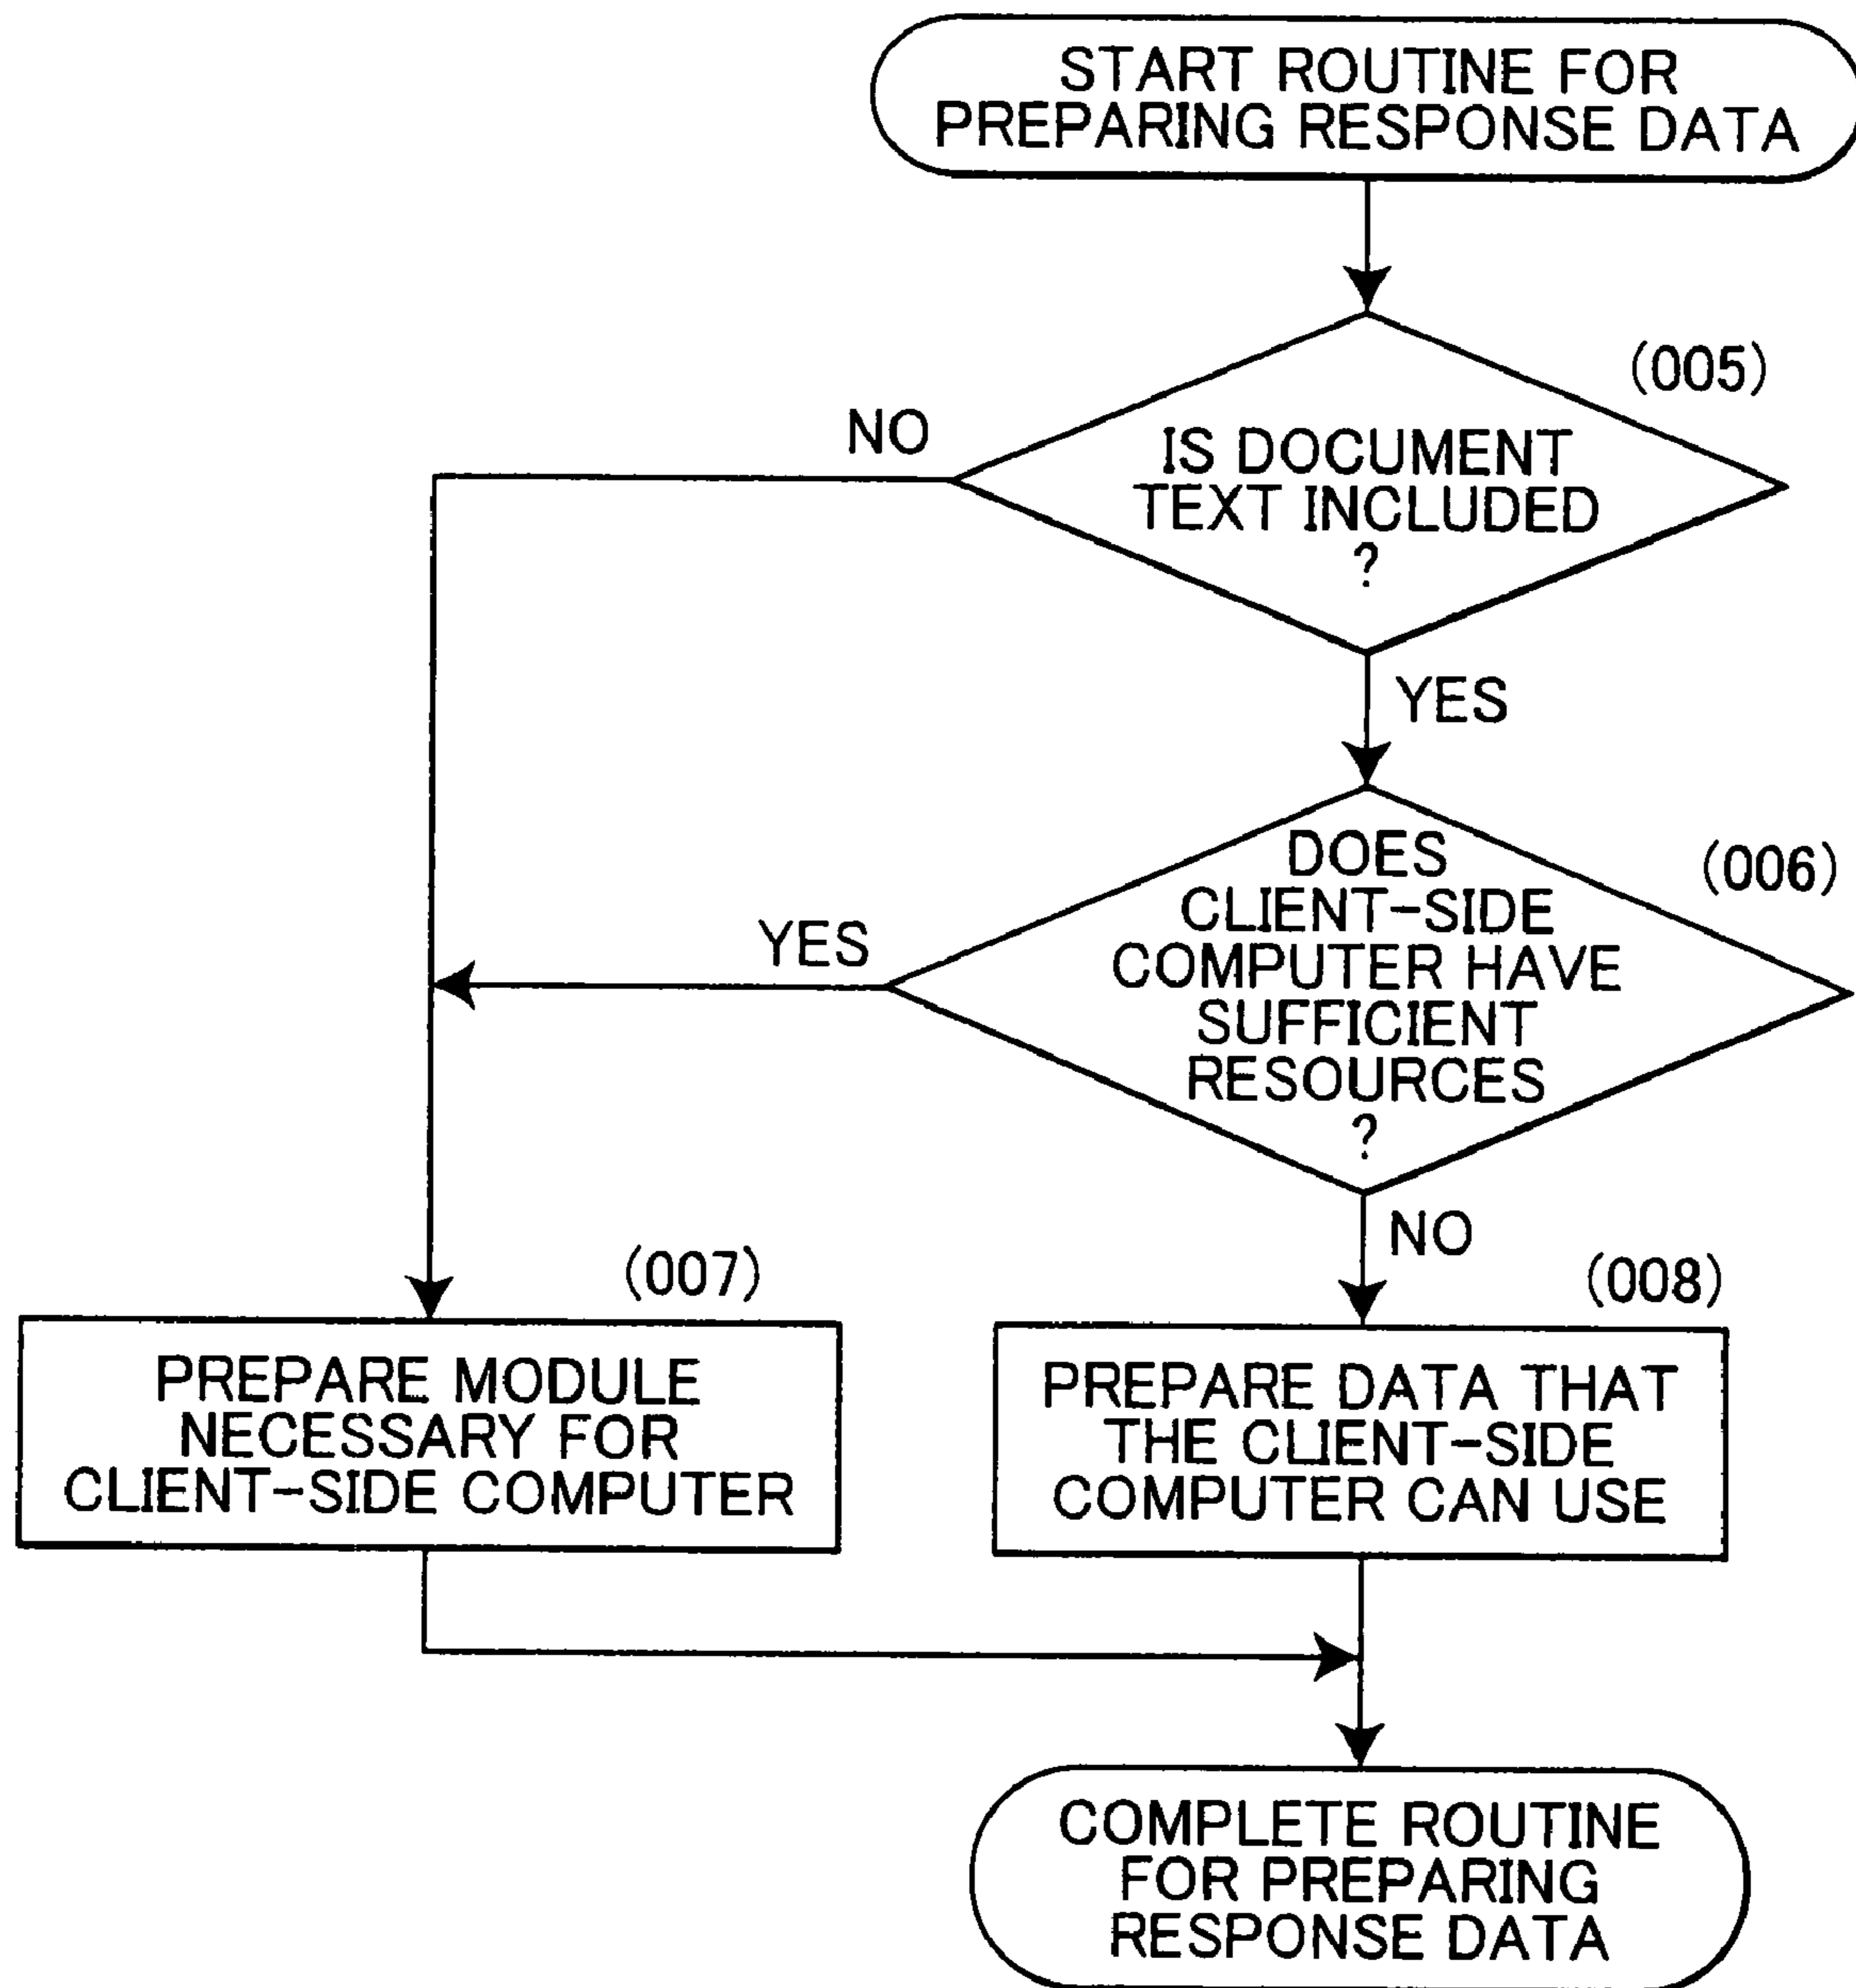 START ROUTINE FOR
PREPARING RESPONSE DATA
(005)
NO
IS DOCUMENT
TEXT INCLUDED
?
YES
(006)
DOES
CLIENT-SIDE
COMPUTER HAVE
SUFFICIENT
RESOURCES
?
YES
NO
(007)
(008)
PREPARE MODULE
NECESSARY FOR
CLIENT-SIDE COMPUTER
PREPARE DATA THAT
THE CLIENT-SIDE
COMPUTER CAN USE
COMPLETE ROUTINE
FOR PREPARING
RESPONSE DATA